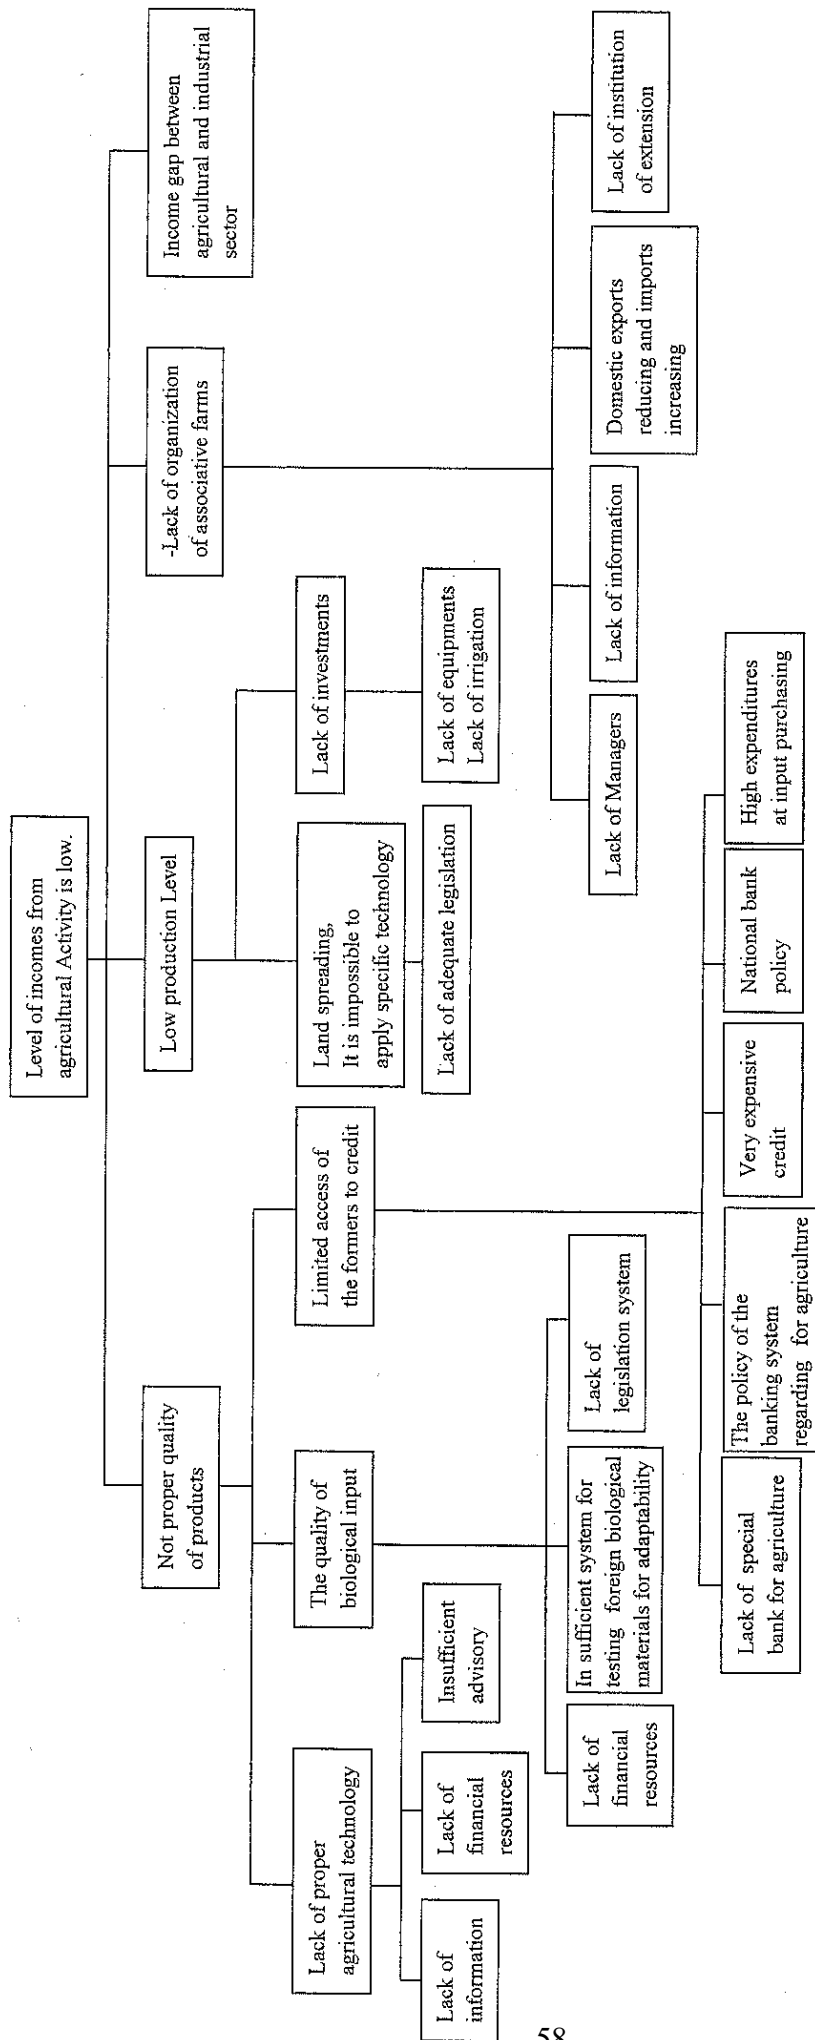 Level of incomes from
agricultural Activity is low.
Not proper quality
of products
Low production Level
-Lack of organization
of associative farms
Income gap between
agricultural and industrial
sector
Lack of proper
agricultural technology
The quality of
biological input
Limited access of
the formers to credit
Land spreading,
It is impossible to
apply specific technology
Lack of investments
Lack of
information
Lack of
financial
resources
Insufficient
advisory
Lack of adequate legislation
Lack of equipments
Lack of irrigation
Lack of
financial
resources
In sufficient system for
testing foreign biological
materials for adaptability
Lack of
legislation system
Lack of Managers
Lack of information
Domestic exports
reducing and imports
increasing
Lack of institution
of extension
Lack of special
bank for agriculture
The policy of the
banking system
regarding for agriculture
Very expensive
credit
National bank
policy
High expenditures
at input purchasing
58